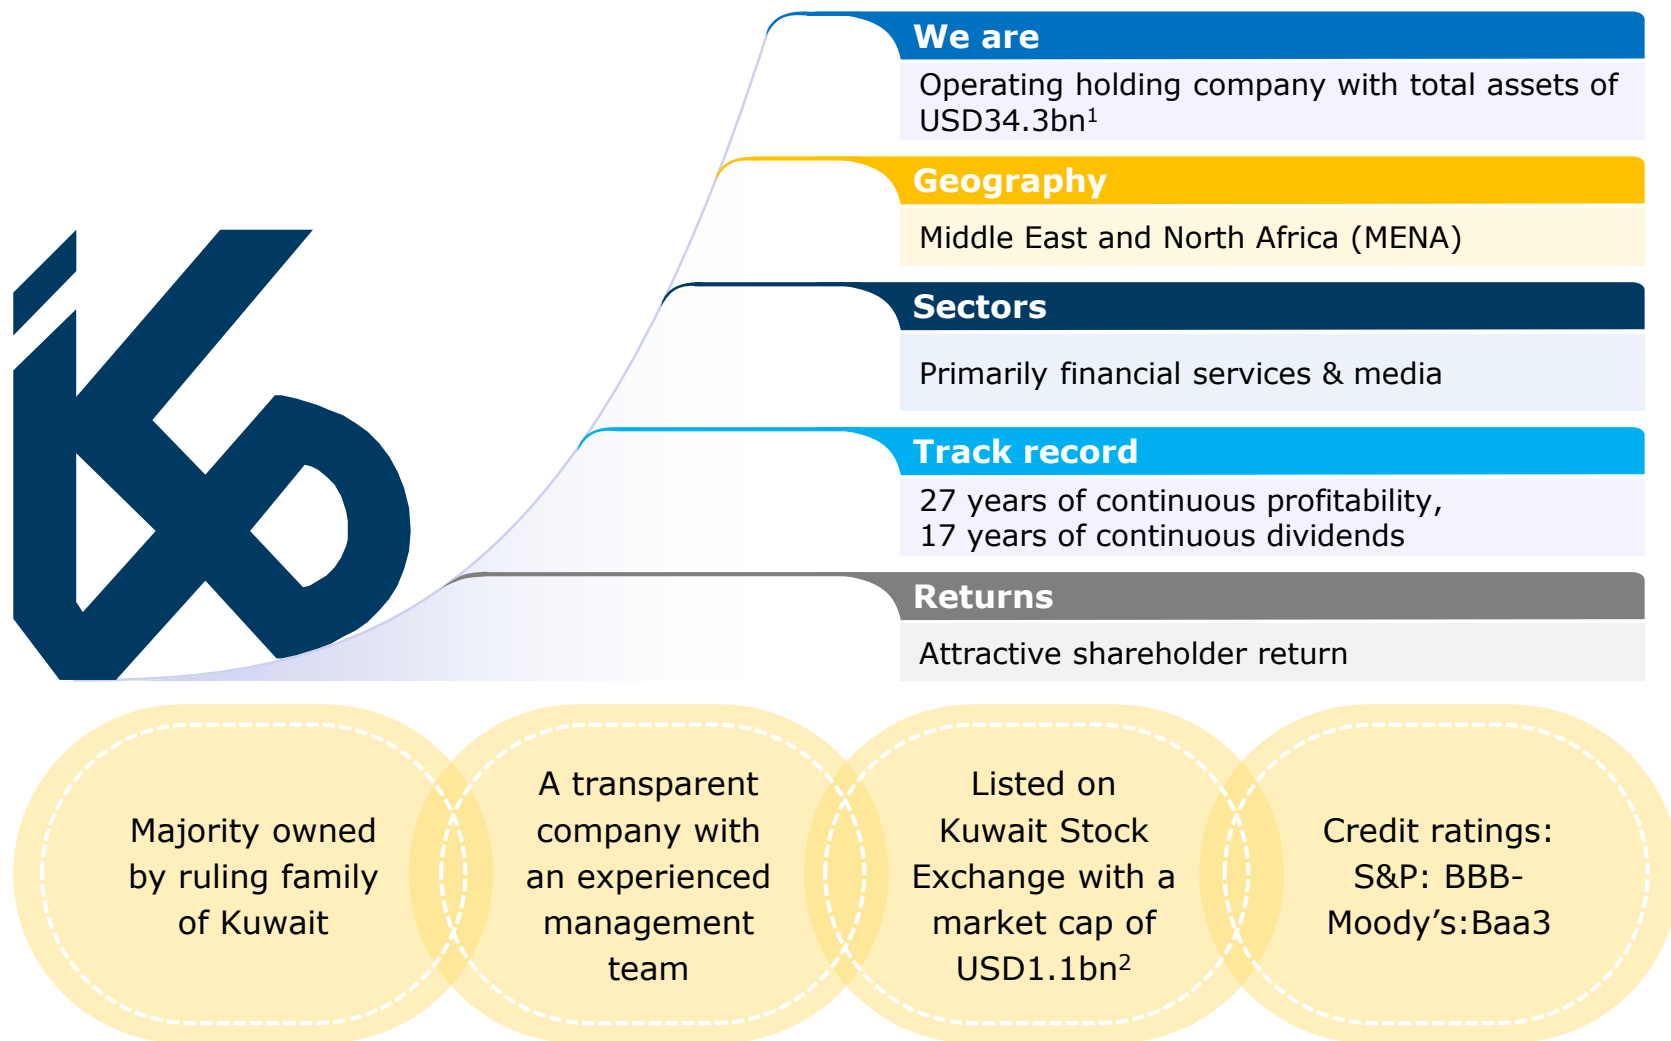 We are
Operating holding company with total assets of
USD34.3bn¹
Geography
Middle East and North Africa (MENA)
Sectors
Primarily financial services & media
Track record
27 years of continuous profitability,
17 years of continuous dividends
Returns
Attractive shareholder return
Majority owned
by ruling family
of Kuwait
A transparent
company with
an experienced
management
team
Listed on
Kuwait Stock
Exchange with a
market cap of
USD1.1bn²
Credit ratings:
S&P: BBB-
Moody’s:Baa3